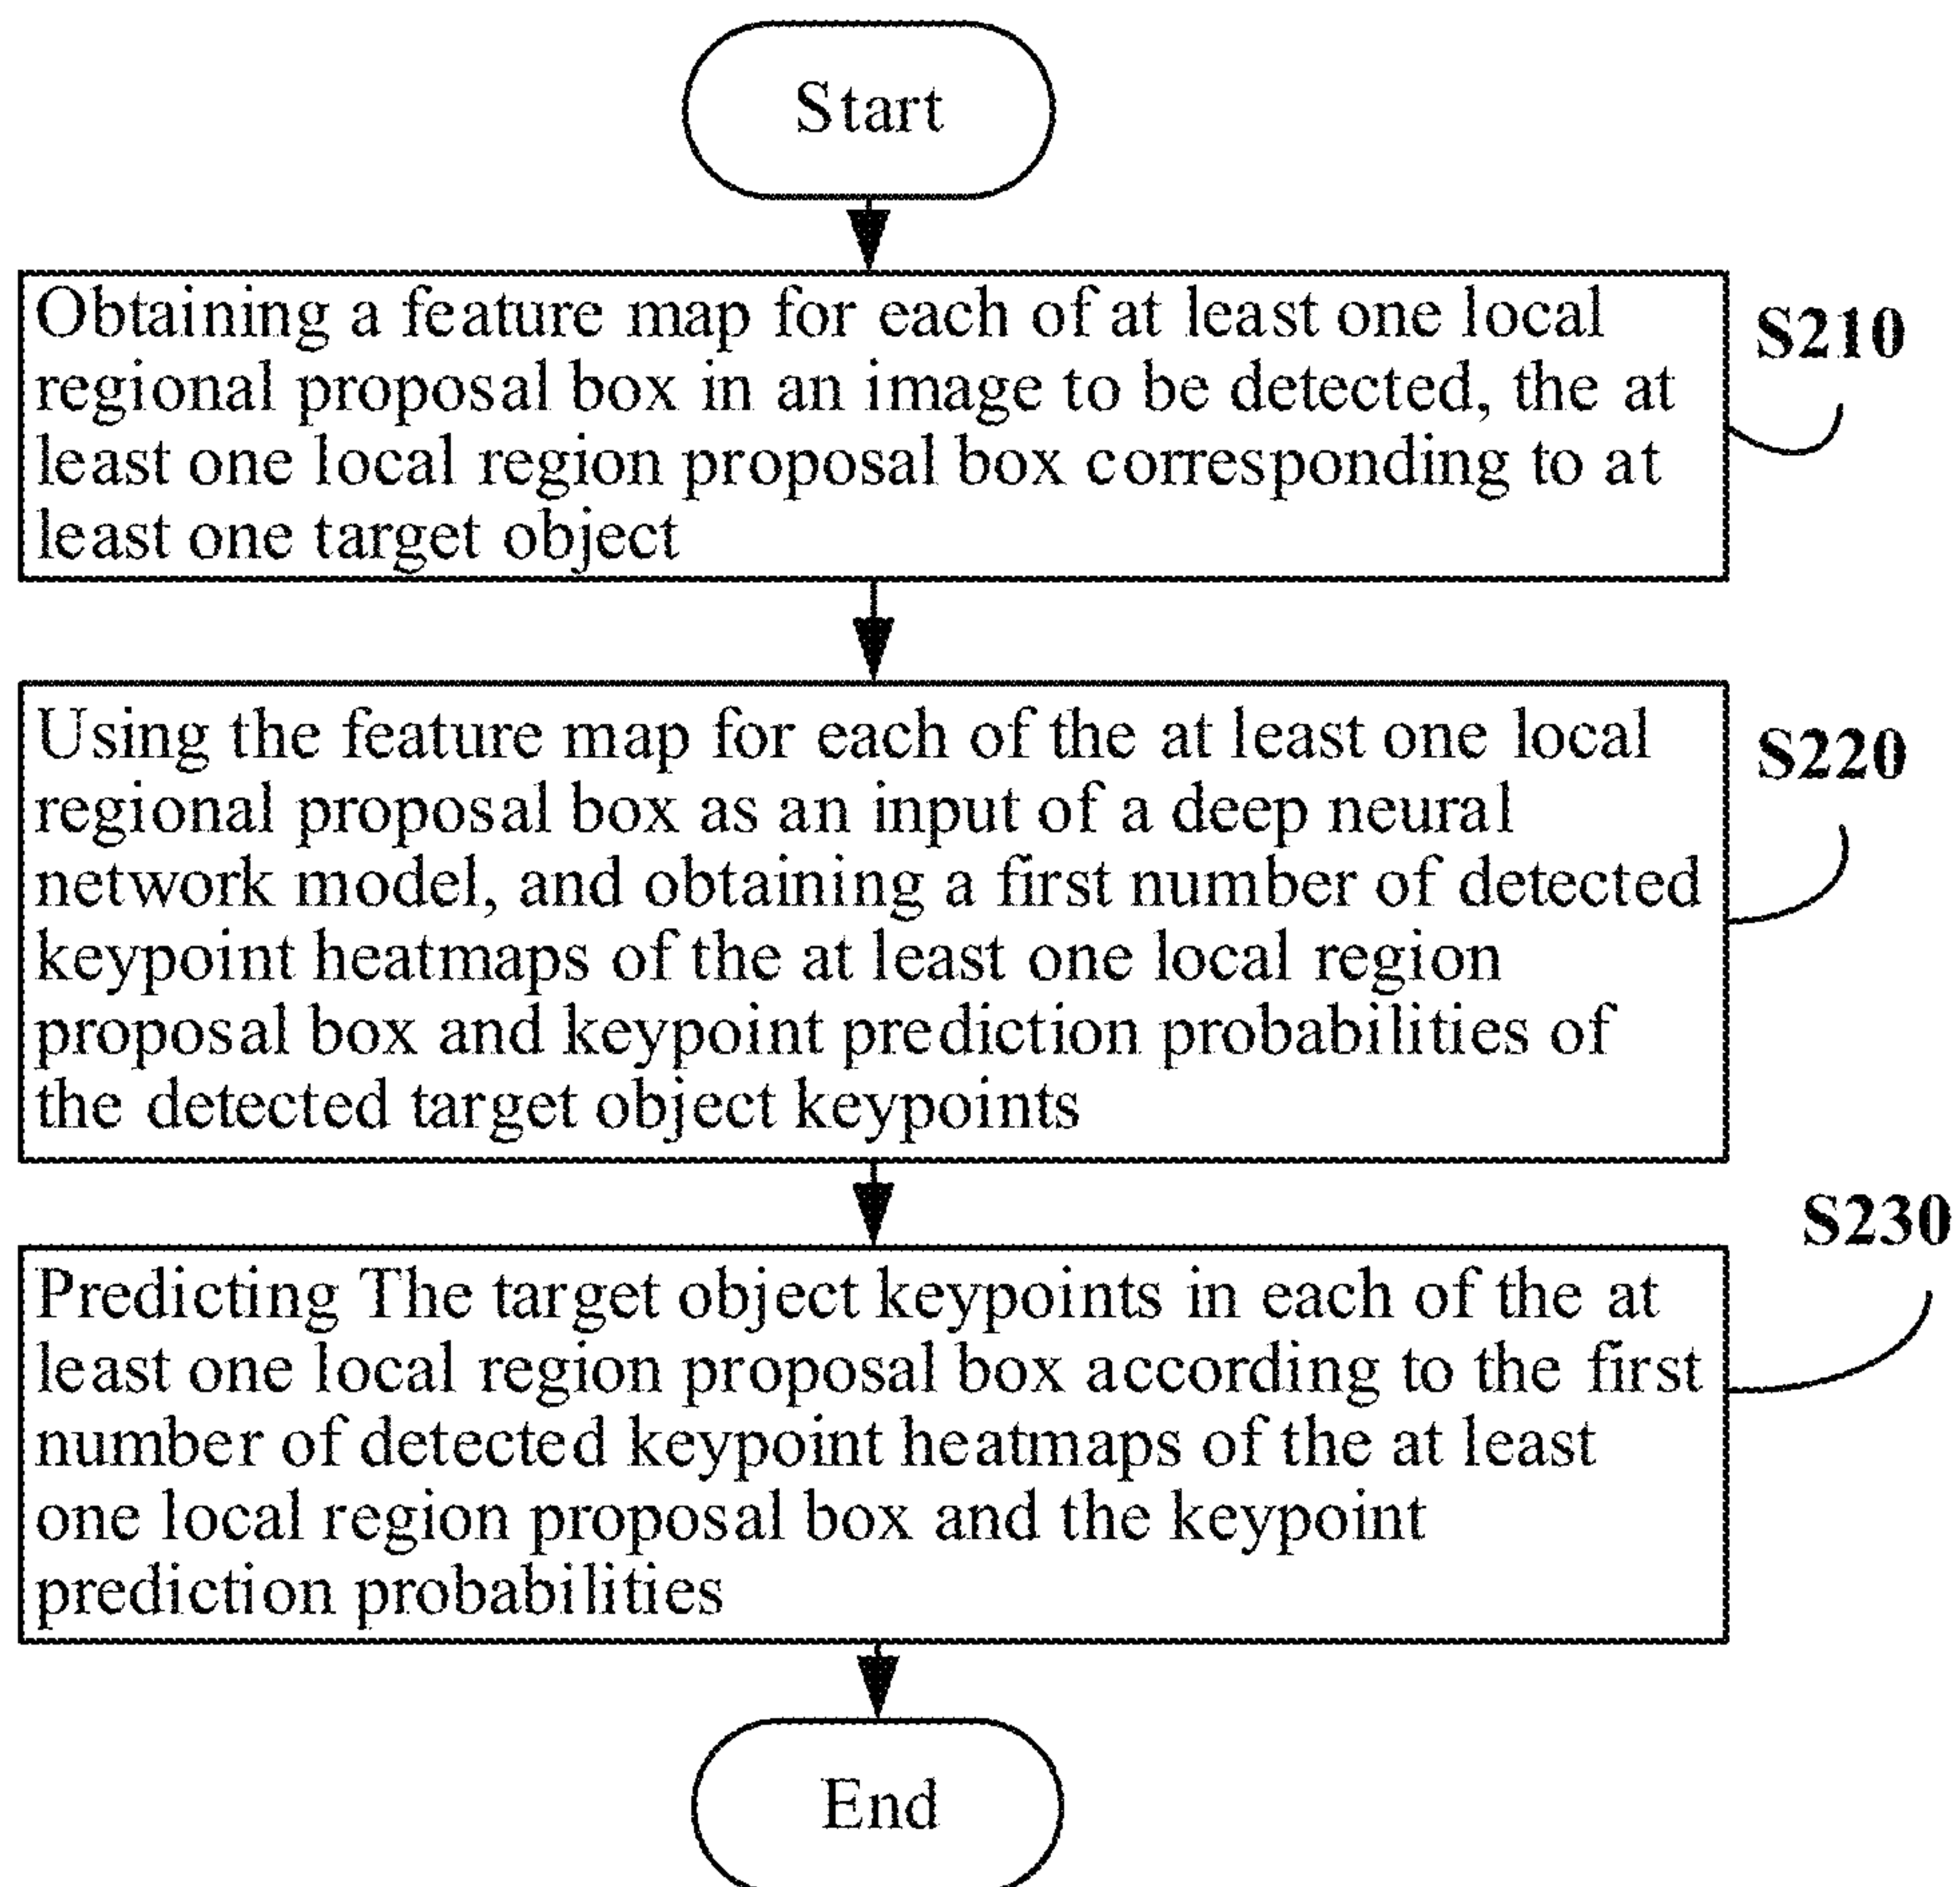 Start
Obtaining a feature map for each of at least one local
regional proposal box in an image to be detected, the at
least one local region proposal box corresponding to at
least one target object
S210
Using the feature map for each of the at least one local
regional proposal box as an input of a deep neural
network model, and obtaining a first number of detected
keypoint heatmaps of the at least one local region
proposal box and keypoint prediction probabilities of
the detected target object keypoints
S220
Predicting The target object keypoints in each of the at
least one local region proposal box according to the first
number of detected keypoint heatmaps of the at least
one local region proposal box and the keypoint
prediction probabilities
S230
End